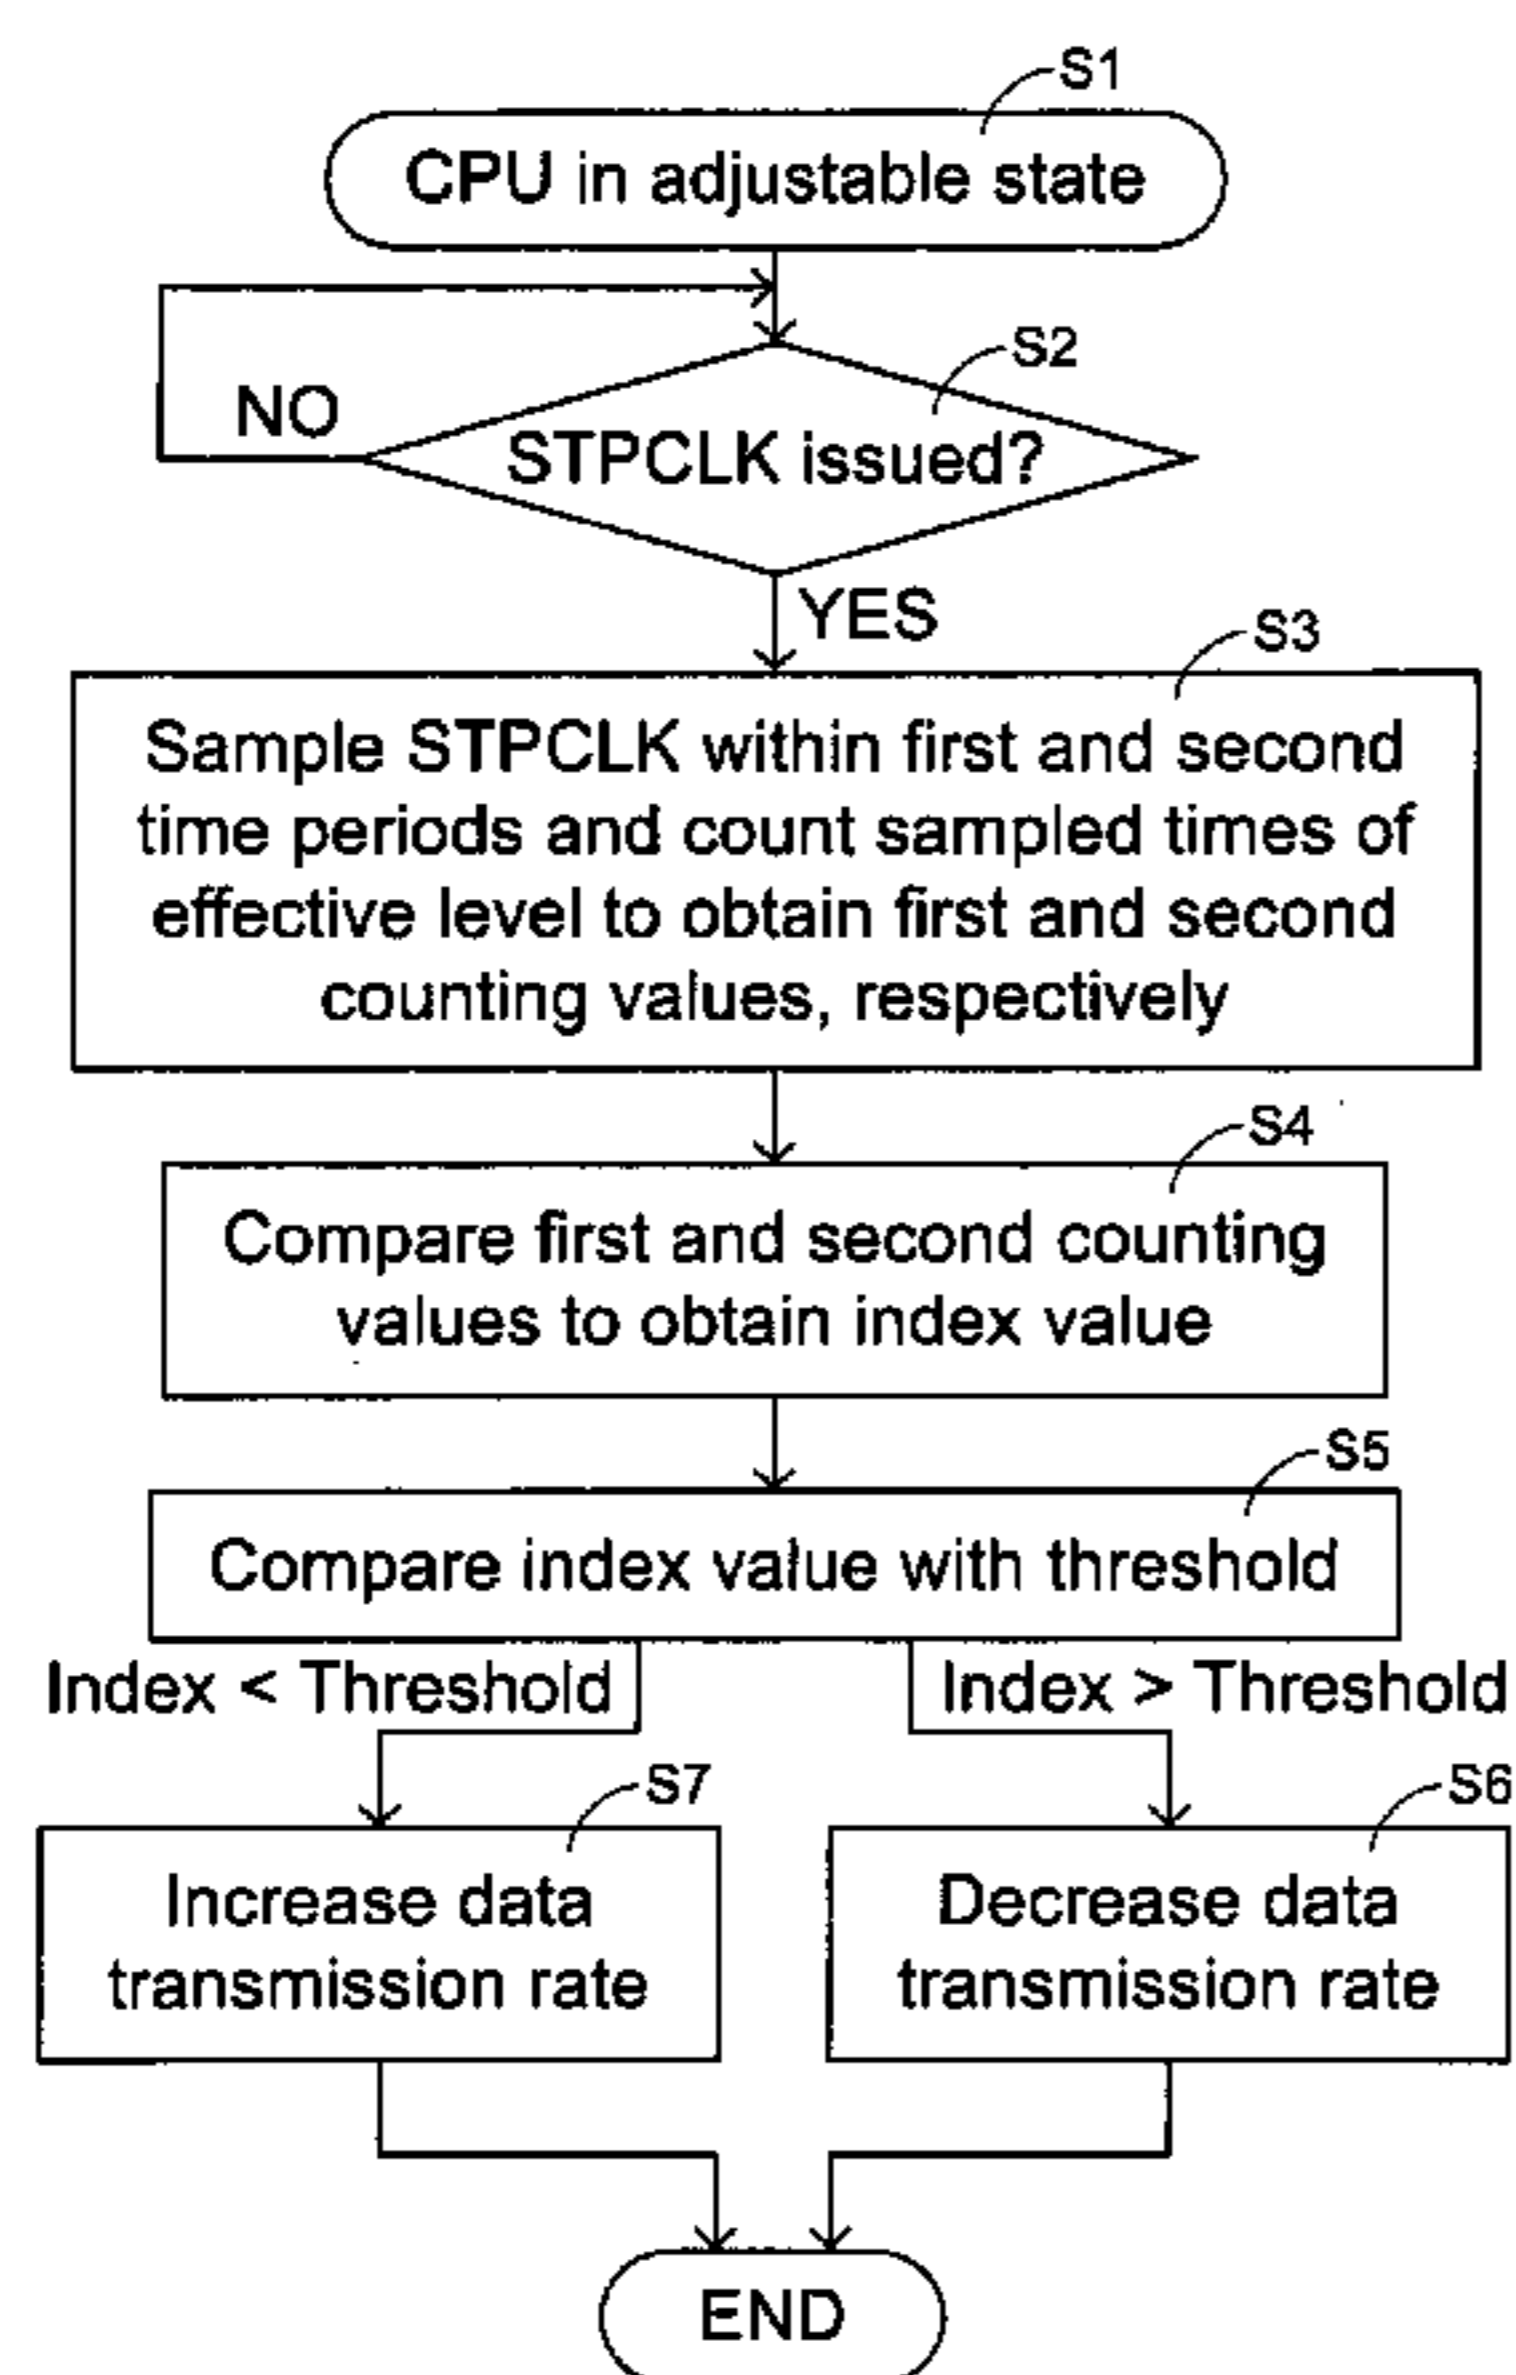 S1
CPU in adjustable state
S2
NO
STPCLK issued?
YES
S3
Sample STPCLK within first and second
time periods and count sampled times of
effective level to obtain first and second
counting values, respectively
S4
Compare first and second counting
values to obtain index value
S5
Compare index value with threshold
Index < Threshold
Index > Threshold
S7
Increase data
transmission rate
S6
Decrease data
transmission rate
END